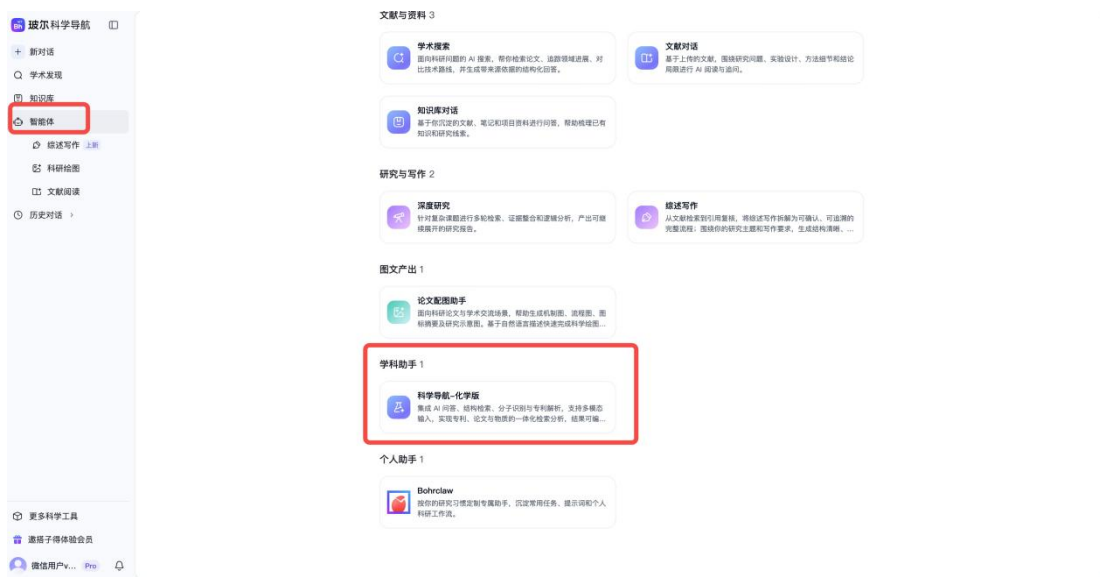 玻尔科学导航
新对话
学术发现
知识库
智能体
综述写作 上新
科研绘图
文献阅读
历史对话
更多科学工具
邀搭子得体验会员
微信用户v... Pro
文献与资料 3
学术搜索
面向科研问题的 AI 搜索，帮你检索论文、追踪领域进展、对
比技术路线，并生成带来源依据的结构化回答。
文献对话
基于上传的文献，围绕研究问题、实验设计、方法细节和结论
局限进行 AI 阅读与追问。
知识库对话
基于你沉淀的文献、笔记和项目资料进行问答，帮助梳理已有
知识和研究线索。
研究与写作 2
深度研究
针对复杂课题进行多轮检索、证据整合和逻辑分析，产出可继
续展开的研究报告。
综述写作
从文献检索到引用复核，将综述写作拆解为可确认、可追溯的
完整流程；围绕你的研究主题和写作要求，生成结构清晰、...
图文产出 1
论文配图助手
面向科研论文与学术交流场景，帮助生成机制图、流程图、图
形摘要及研究示意图。基于自然语言描述快速完成科学绘图...
学科助手 1
科学导航-化学版
集成 AI 问答、结构检索、分子识别与专利解析，支持多模态
输入，实现专利、论文与物质的一体化检索分析，结果可编...
个人助手 1
Bohrclaw
按你的研究习惯定制专属助手，沉淀常用任务、提示词和个人
科研工作流。